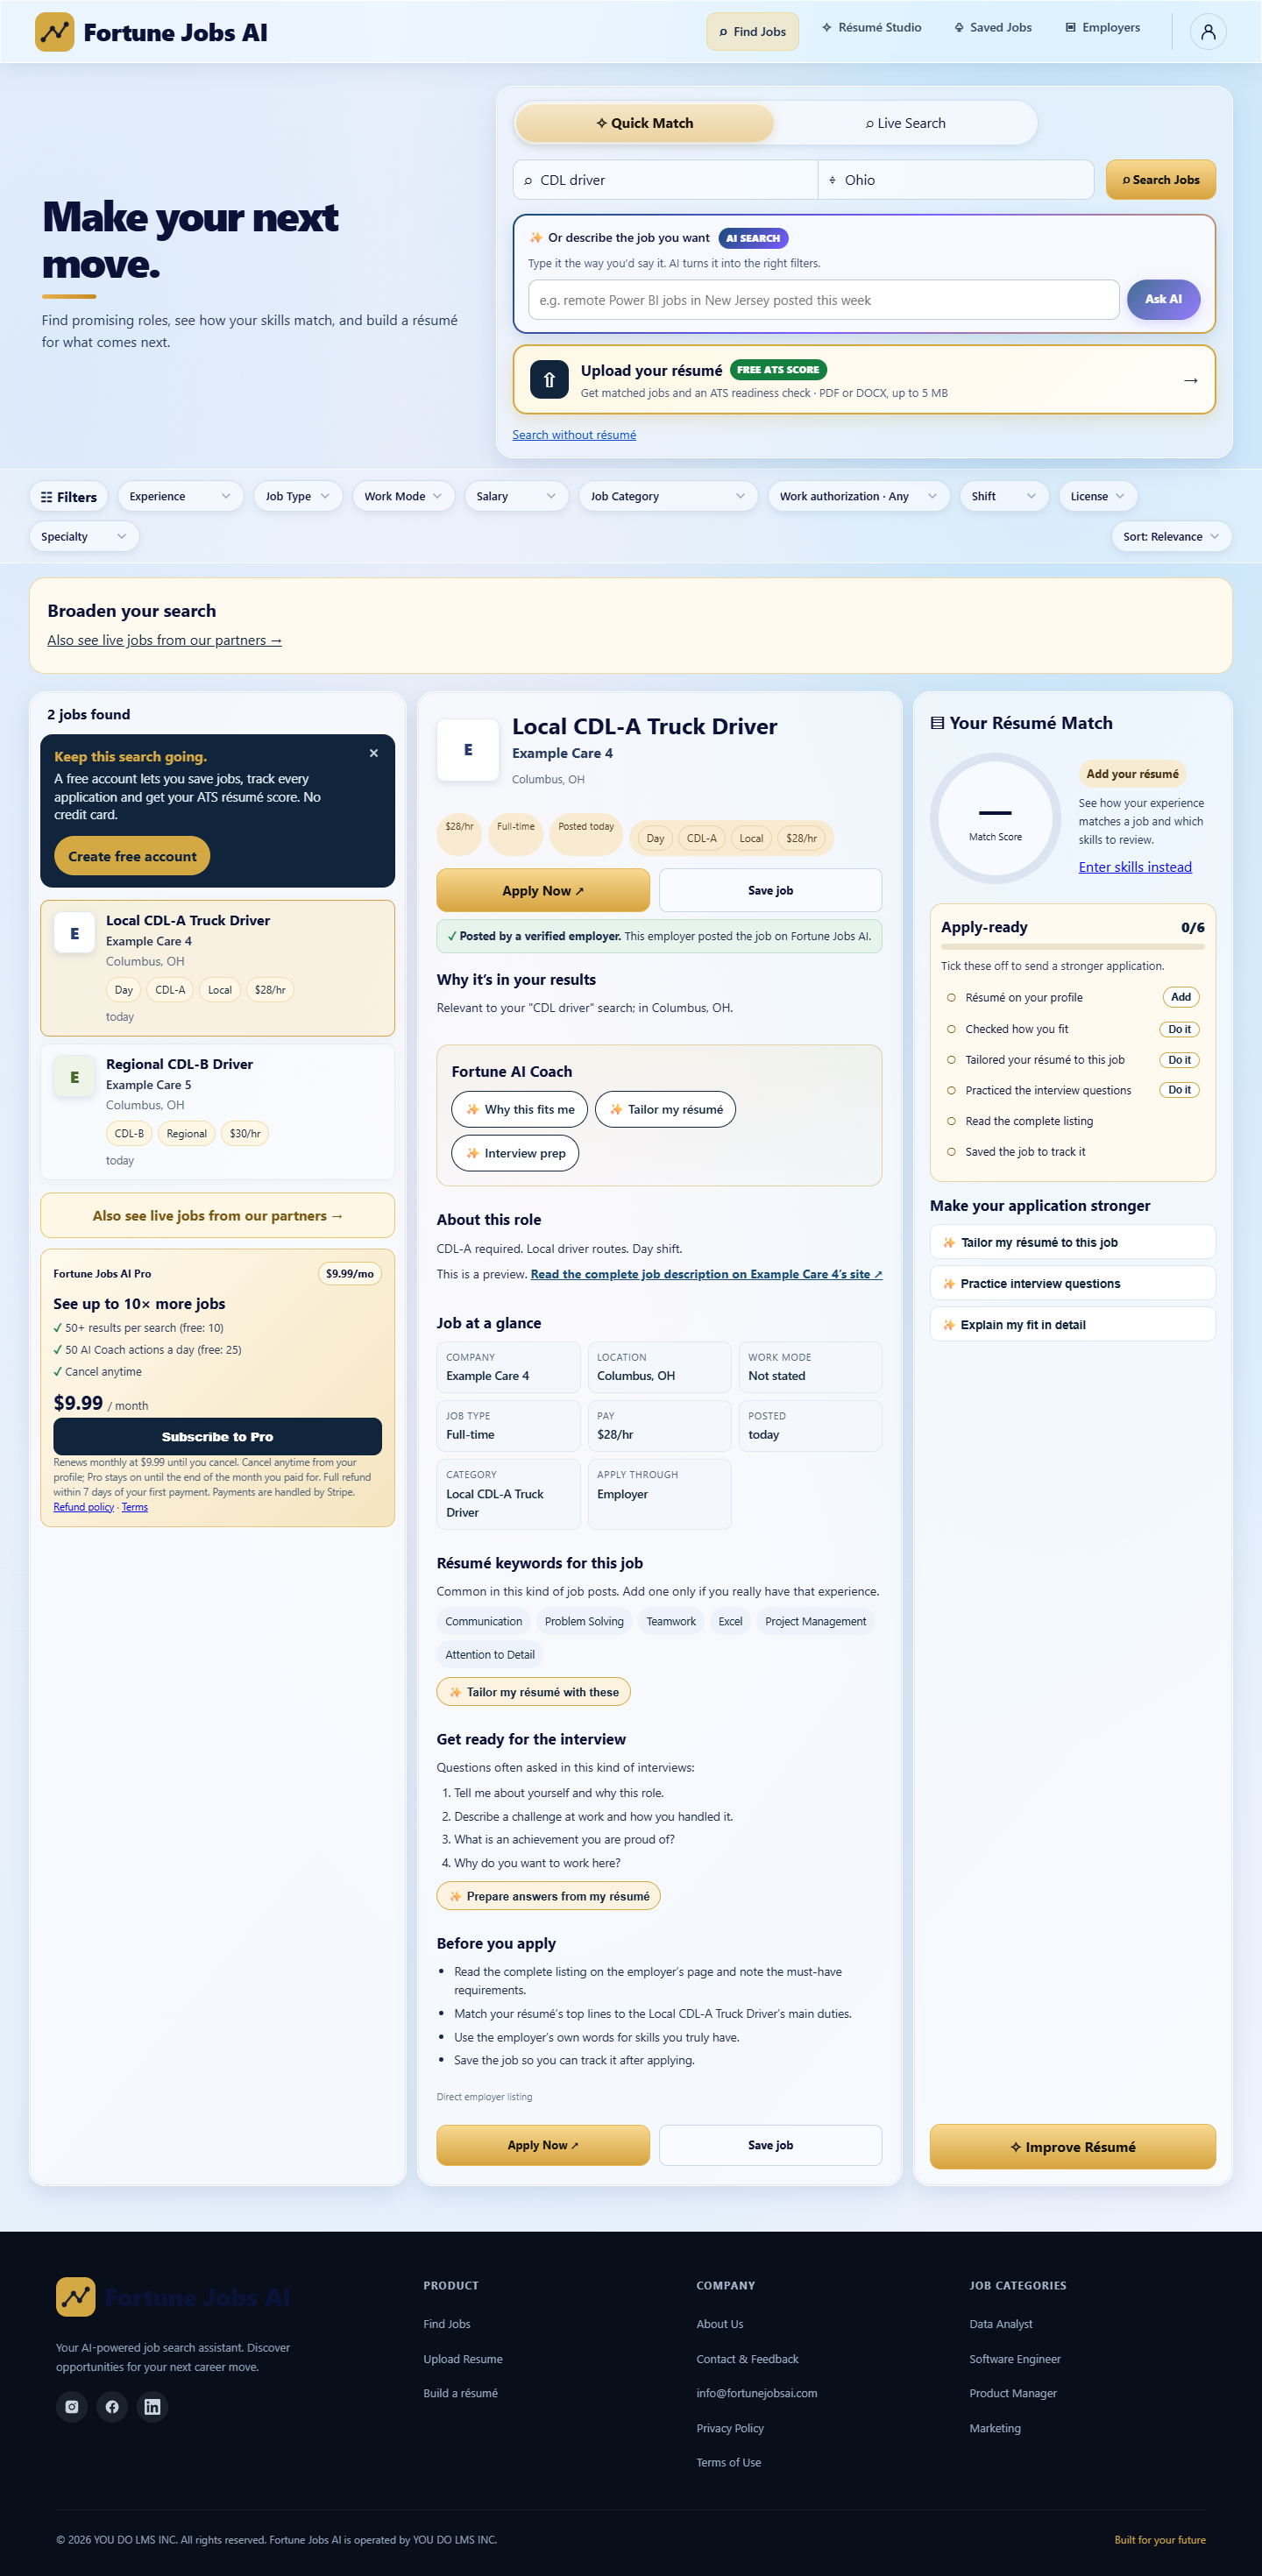 Fortune Jobs AI
Find Jobs
Résumé Studio
Saved Jobs
Employers
Make your next
move.
Find promising roles, see how your skills match, and build a résumé
for what comes next.
Quick Match
Live Search
CDL driver
Ohio
Search Jobs
Or describe the job you want AI SEARCH
Type it the way you'd say it. AI turns it into the right filters.
e.g. remote Power BI jobs in New Jersey posted this week
Ask AI
Upload your résumé FREE ATS SCORE
Get matched jobs and an ATS readiness check · PDF or DOCX, up to 5 MB
→
Search without résumé
Filters
Experience
Job Type
Work Mode
Salary
Job Category
Work authorization · Any
Shift
License
Specialty
Sort: Relevance
Broaden your search
Also see live jobs from our partners →
2 jobs found
Keep this search going.
×
A free account lets you save jobs, track every
application and get your ATS résumé score. No
credit card.
Create free account
E
Local CDL-A Truck Driver
Example Care 4
Columbus, OH
Day CDL-A Local $28/hr
today
E
Regional CDL-B Driver
Example Care 5
Columbus, OH
CDL-B Regional $30/hr
today
Also see live jobs from our partners →
Fortune Jobs AI Pro $9.99/mo
See up to 10× more jobs
✓ 50+ results per search (free: 10)
✓ 50 AI Coach actions a day (free: 25)
✓ Cancel anytime
$9.99 / month
Subscribe to Pro
Renews monthly at $9.99 until you cancel. Cancel anytime from your
profile; Pro stays on until the end of the month you paid for. Full refund
within 7 days of your first payment. Payments are handled by Stripe.
Refund policy · Terms
E
Local CDL-A Truck Driver
Example Care 4
Columbus, OH
$28/hr Full-time Posted today Day CDL-A Local $28/hr
Apply Now ↗
Save job
✓ Posted by a verified employer. This employer posted the job on Fortune Jobs AI.
Why it's in your results
Relevant to your "CDL driver" search; in Columbus, OH.
Fortune AI Coach
Why this fits me
Tailor my résumé
Interview prep
About this role
CDL-A required. Local driver routes. Day shift.
This is a preview. Read the complete job description on Example Care 4's site ↗
Job at a glance
COMPANY
Example Care 4
LOCATION
Columbus, OH
WORK MODE
Not stated
JOB TYPE
Full-time
PAY
$28/hr
POSTED
today
CATEGORY
Local CDL-A Truck
Driver
APPLY THROUGH
Employer
Résumé keywords for this job
Common in this kind of job posts. Add one only if you really have that experience.
Communication Problem Solving Teamwork Excel Project Management
Attention to Detail
Tailor my résumé with these
Get ready for the interview
Questions often asked in this kind of interviews:
1. Tell me about yourself and why this role.
2. Describe a challenge at work and how you handled it.
3. What is an achievement you are proud of?
4. Why do you want to work here?
Prepare answers from my résumé
Before you apply
• Read the complete listing on the employer's page and note the must-have
requirements.
• Match your résumé's top lines to the Local CDL-A Truck Driver's main duties.
• Use the employer's own words for skills you truly have.
• Save the job so you can track it after applying.
Direct employer listing
Apply Now ↗
Save job
Your Résumé Match
—
Match Score
Add your résumé
See how your experience
matches a job and which
skills to review.
Enter skills instead
Apply-ready 0/6
Tick these off to send a stronger application.
Résumé on your profile Add
Checked how you fit Do it
Tailored your résumé to this job Do it
Practiced the interview questions Do it
Read the complete listing
Saved the job to track it
Make your application stronger
Tailor my résumé to this job
Practice interview questions
Explain my fit in detail
Improve Résumé
Fortune Jobs AI
Your AI-powered job search assistant. Discover
opportunities for your next career move.
PRODUCT
Find Jobs
Upload Resume
Build a résumé
COMPANY
About Us
Contact & Feedback
info@fortunejobsai.com
Privacy Policy
Terms of Use
JOB CATEGORIES
Data Analyst
Software Engineer
Product Manager
Marketing
© 2026 YOU DO LMS INC. All rights reserved. Fortune Jobs AI is operated by YOU DO LMS INC.
Built for your future